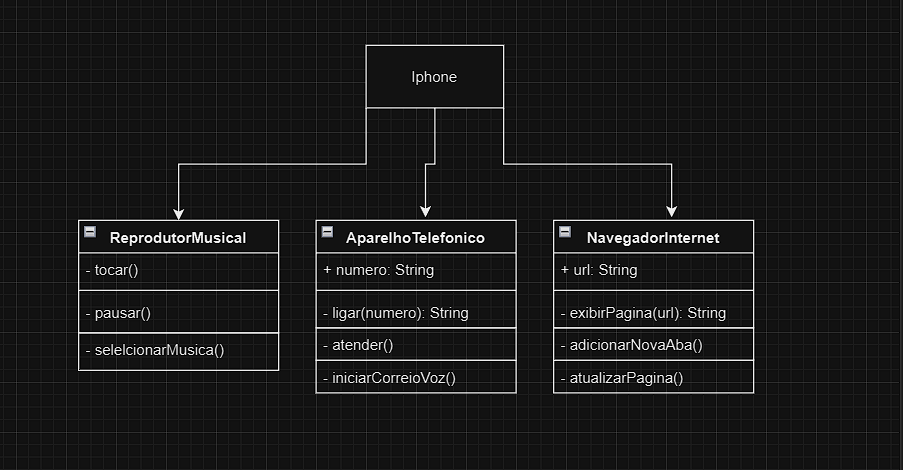 Iphone
ReprodutorMusical
- tocar()
- pausar()
- selelcionarMusica()
AparelhoTelefonico
+ numero: String
- ligar(numero): String
- atender()
- iniciarCorreioVoz()
NavegadorInternet
+ url: String
- exibirPagina(url): String
- adicionarNovaAba()
- atualizarPagina()